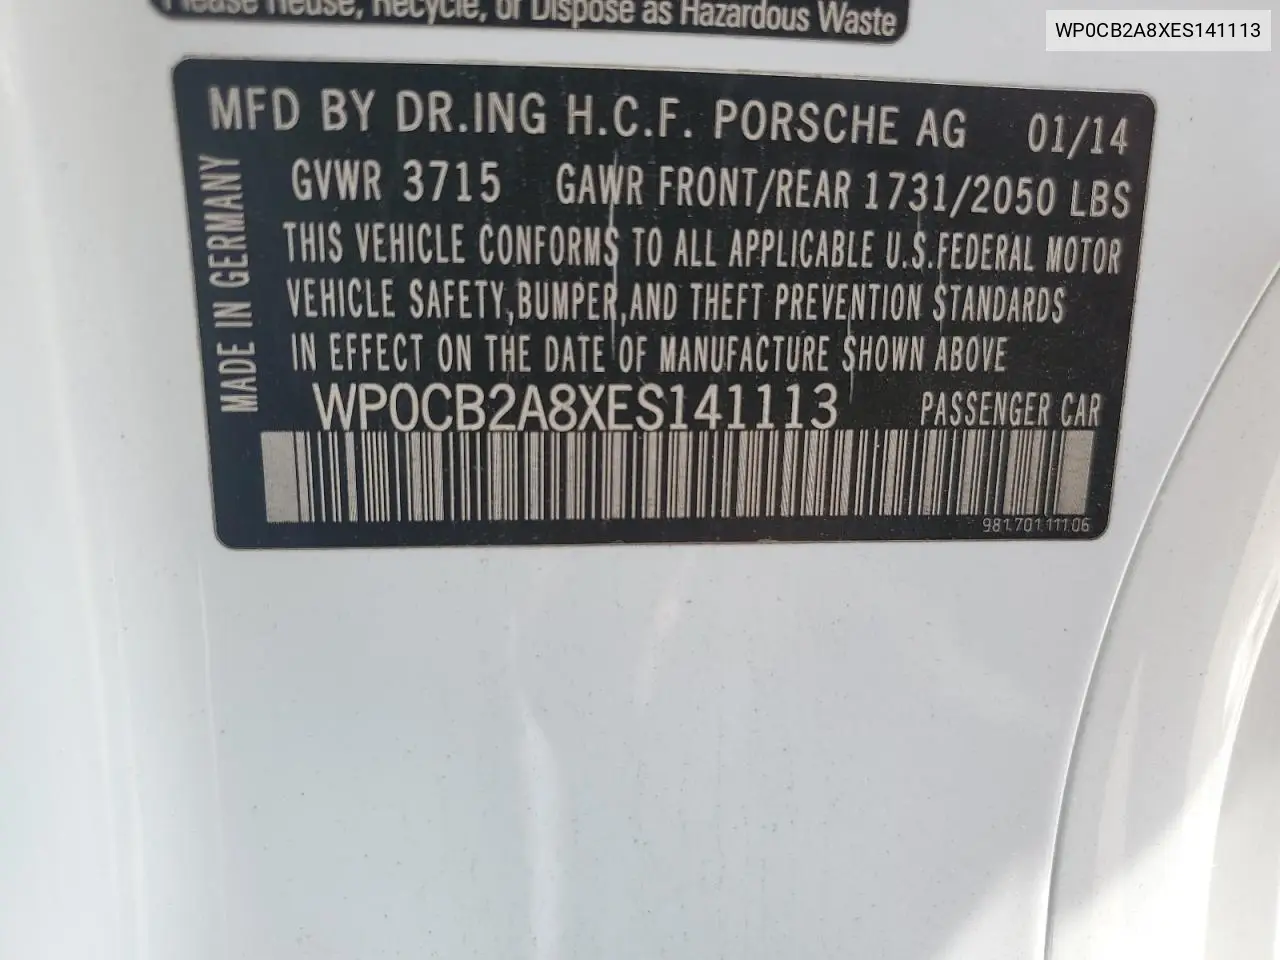 Please Reuse, Recycle, or Dispose as Hazardous Waste
WP0CB2A8XES141113
MFD BY DR.ING H.C.F. PORSCHE AG 01/14
GVWR 3715 GAWR FRONT/REAR 1731/2050 LBS
THIS VEHICLE CONFORMS TO ALL APPLICABLE U.S.FEDERAL MOTOR
VEHICLE SAFETY,BUMPER,AND THEFT PREVENTION STANDARDS
IN EFFECT ON THE DATE OF MANUFACTURE SHOWN ABOVE
WP0CB2A8XES141113 PASSENGER CAR
981.701.111.06
MADE IN GERMANY